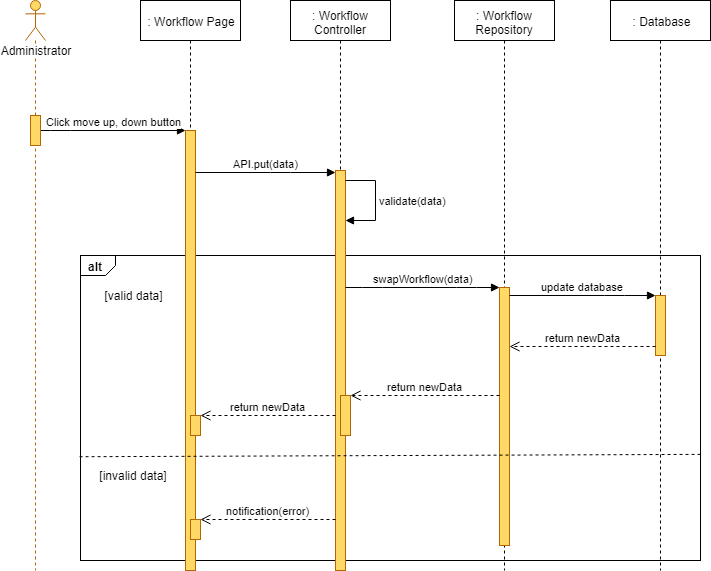 : Workflow Page
: Workflow
Controller
: Workflow
Repository
: Database
Administrator
Click move up, down button
API.put(data)
validate(data)
alt
[valid data]
swapWorkflow(data)
update database
return newData
return newData
return newData
[invalid data]
notification(error)